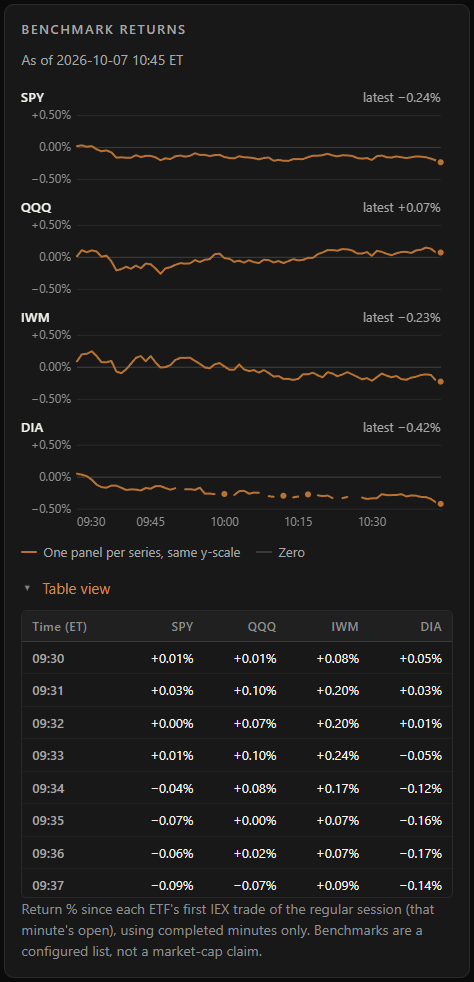 BENCHMARK RETURNS
As of 2026-10-07 10:45 ET
SPY latest −0.24%
+0.50%
0.00%
−0.50%
QQQ latest +0.07%
+0.50%
0.00%
−0.50%
IWM latest −0.23%
+0.50%
0.00%
−0.50%
DIA latest −0.42%
+0.50%
0.00%
−0.50%
09:30 09:45 10:00 10:15 10:30
One panel per series, same y-scale Zero
▼ Table view
Time (ET) SPY QQQ IWM DIA
09:30 +0.01% +0.01% +0.08% +0.05%
09:31 +0.03% +0.10% +0.20% +0.03%
09:32 +0.00% +0.07% +0.20% +0.01%
09:33 +0.01% +0.10% +0.24% −0.05%
09:34 −0.04% +0.08% +0.17% −0.12%
09:35 −0.07% +0.00% +0.07% −0.16%
09:36 −0.06% +0.02% +0.07% −0.17%
09:37 −0.09% −0.07% +0.09% −0.14%
Return % since each ETF's first IEX trade of the regular session (that
minute's open), using completed minutes only. Benchmarks are a
configured list, not a market-cap claim.